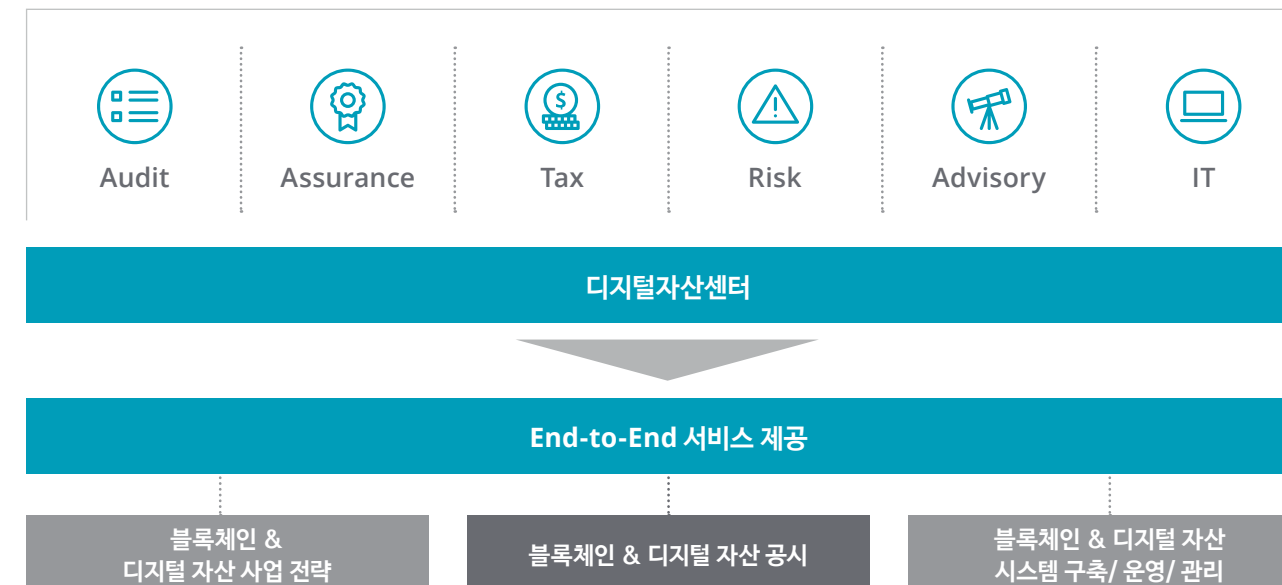 Audit
Assurance
Tax
Risk
Advisory
IT
디지털자산센터
End-to-End 서비스 제공
블록체인 &
디지털 자산 사업 전략
블록체인 & 디지털 자산 공시
블록체인 & 디지털 자산
시스템 구축/ 운영/ 관리